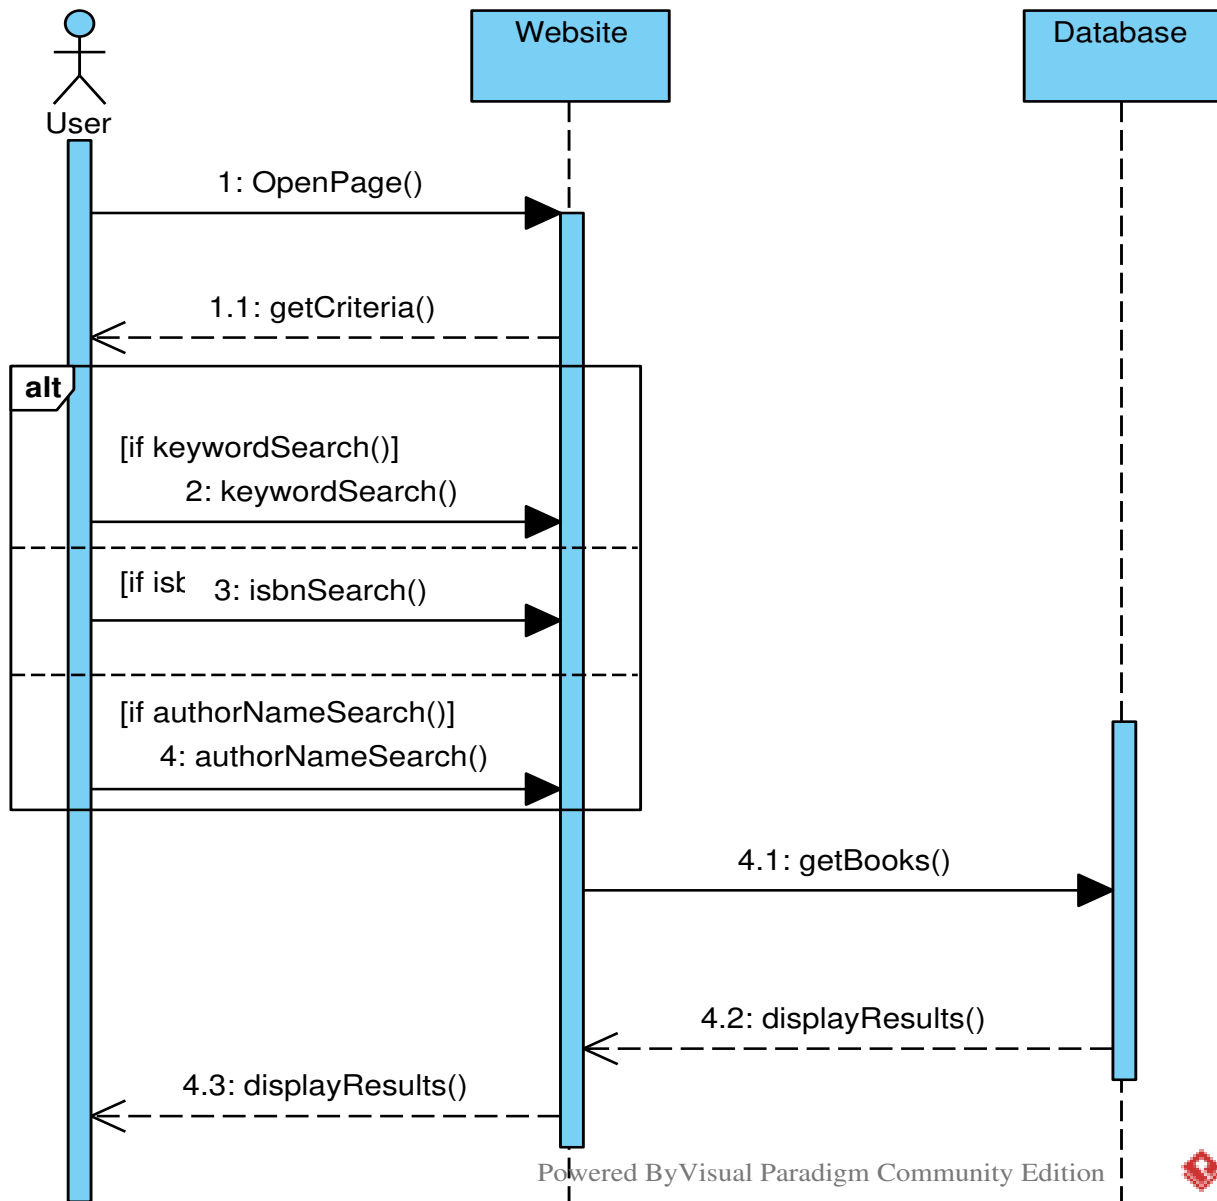 User
Website
Database
1: OpenPage()
1.1: getCriteria()
alt
[if keywordSearch()]
2: keywordSearch()
[if
3: isbnSearch()
[if authorNameSearch()]
4: authorNameSearch()
4.1: getBooks()
4.2: displayResults()
4.3: displayResults()
Powered ByVisual Paradigm Community Edition